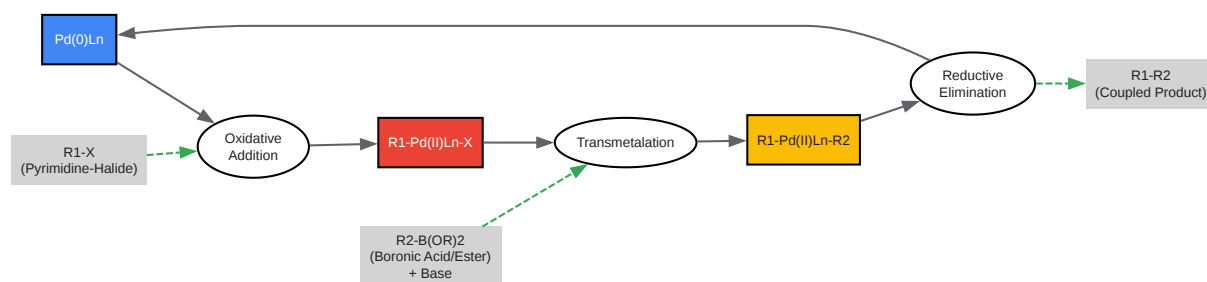 Pd(0)Ln
R1-X
(Pyrimidine-Halide)
Oxidative
Addition
R1-Pd(II)Ln-X
R2-B(OR)2
(Boronic Acid/Ester)
+ Base
Transmetalation
R1-Pd(II)Ln-R2
Reductive
Elimination
R1-R2
(Coupled Product)